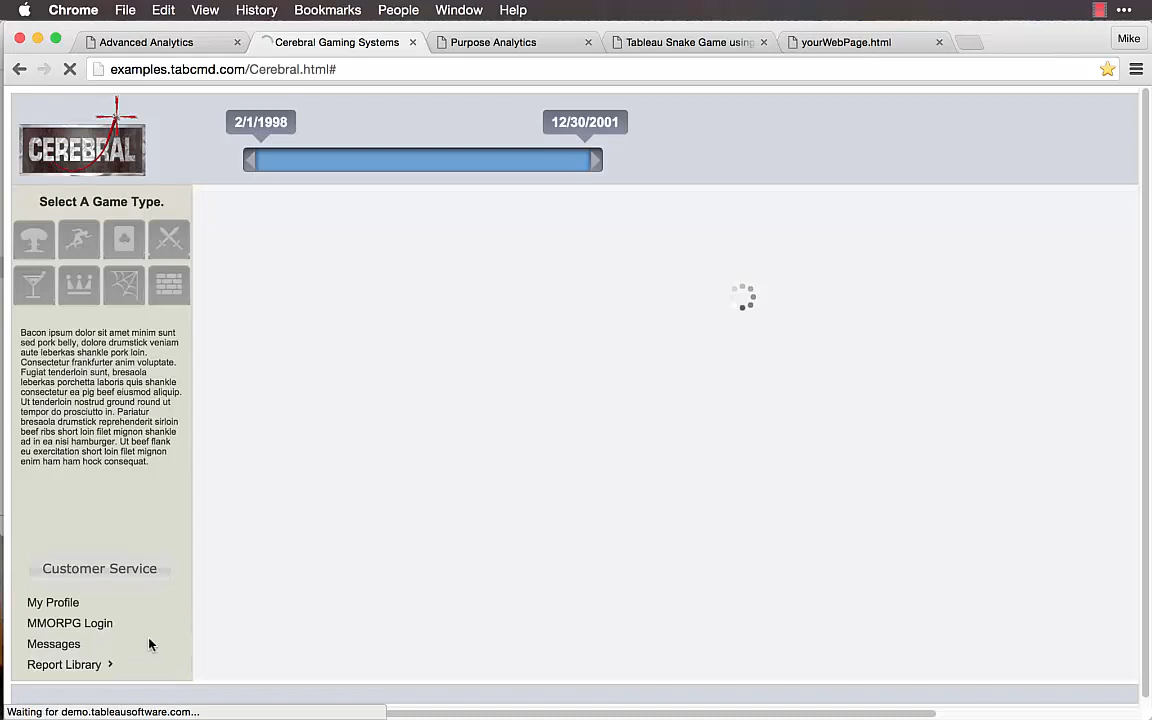 Chrome File Edit View History Bookmarks People Window Help
Advanced Analytics
Cerebral Gaming Systems
Purpose Analytics
Tableau Snake Game using
yourWebPage.html
Mike
examples.tabcmd.com/Cerebral.html#
CEREBRAL
2/1/1998
12/30/2001
Select A Game Type.
Bacon ipsum dolor sit amet minim sunt
sed pork belly, dolore drumstick veniam
aute leberkas shankle pork loin.
Consectetur frankfurter anim voluptate.
Fugiat tenderloin sunt, bresaola
leberkas porchetta laboris quis shankle
consectetur ea pig beef eiusmod aliquip.
Ut tenderloin nostrud ground round ut
tempor do prosciutto in. Pariatur
bresaola drumstick reprehenderit sirloin
beef ribs short loin filet mignon shankle
ad in ea nisi hamburger. Ut beef flank
eu exercitation short loin filet mignon
enim ham ham hock consequat.
Customer Service
My Profile
MMORPG Login
Messages
Report Library
Waiting for demo.tableausoftware.com...